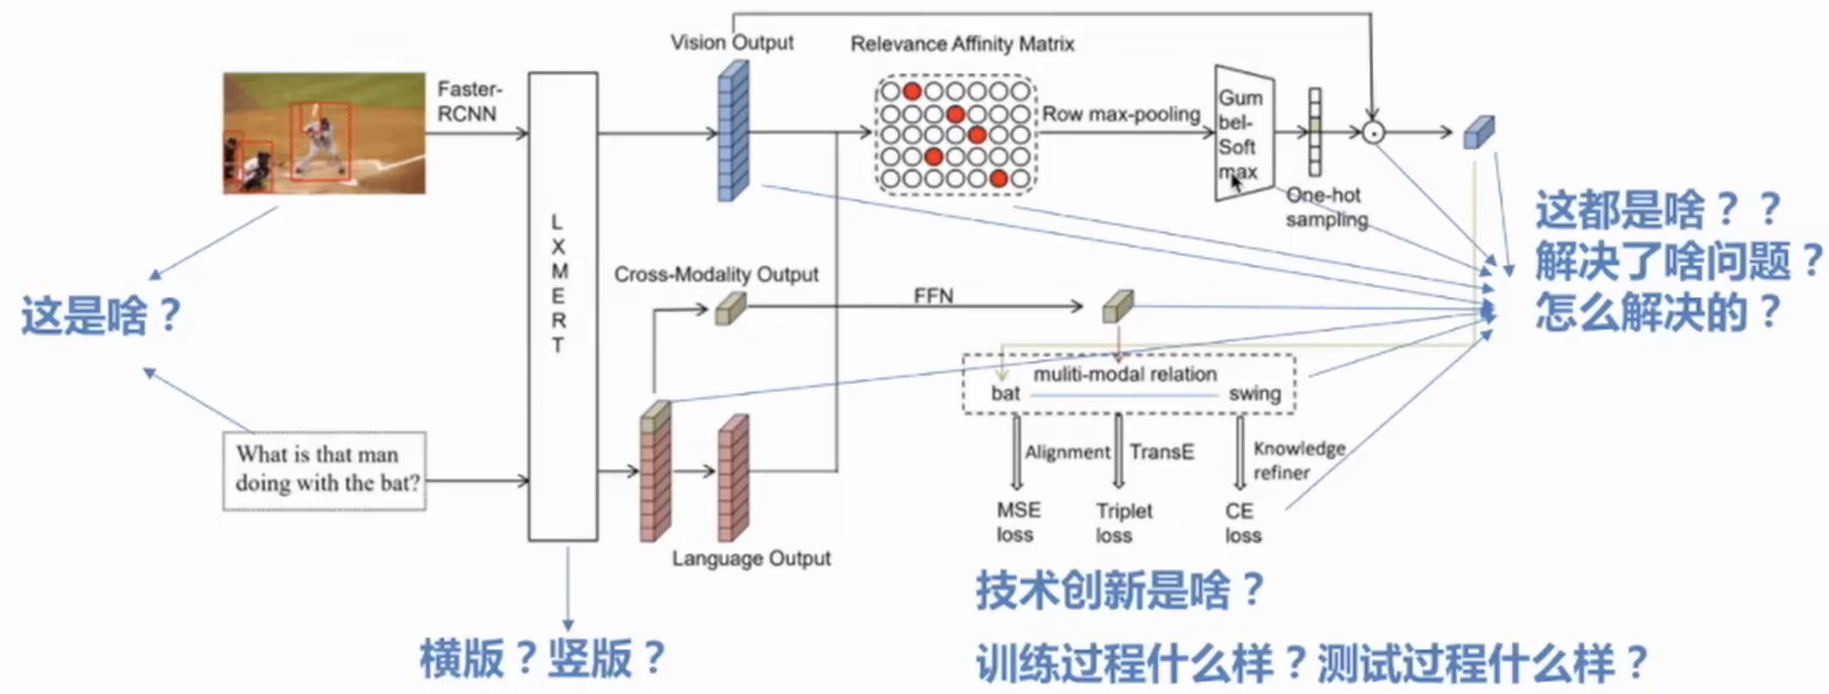 Vision Output
Relevance Affinity Matrix
Faster-
RCNN
Row max-pooling
Gum
bel-
Soft
max
One-hot
sampling
这都是啥？？
解决了啥问题？
怎么解决的？
L
X
M
E
R
T
Cross-Modality Output
FFN
这是啥？
muliti-modal relation
bat
swing
What is that man
doing with the bat?
Alignment
TransE
Knowledge
refiner
MSE
loss
Triplet
loss
CE
loss
Language Output
技术创新是啥？
横版？竖版？
训练过程什么样？测试过程什么样？